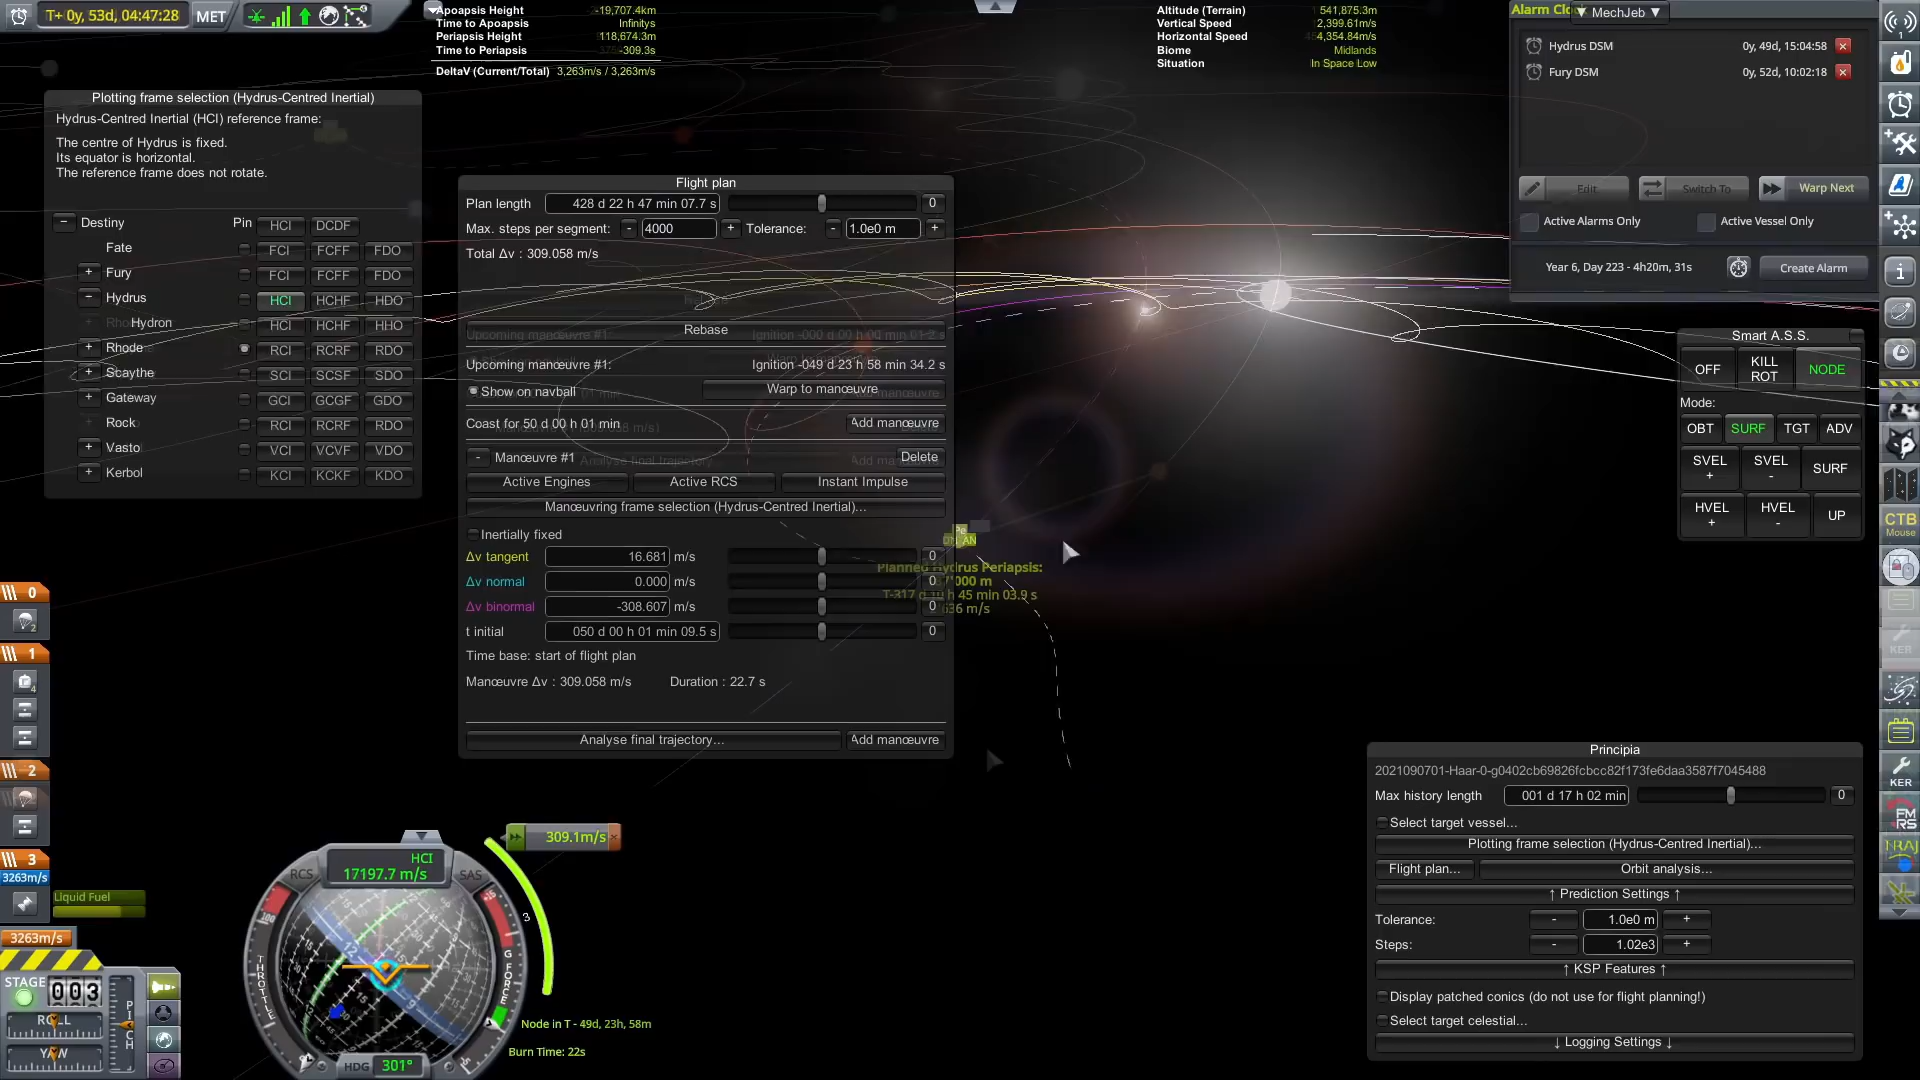 T+ 0y, 53d, 04:47:28
MET
Apoapsis Height -19,707.4km
Time to Apoapsis Infinitys
Periapsis Height 118,674.3m
Time to Periapsis -309.3s
DeltaV (Current/Total) 3,263m/s / 3,263m/s
Altitude (Terrain) 541,875.3m
Vertical Speed 2,399.61m/s
Horizontal Speed 4,354.84m/s
Biome Midlands
Situation In Space Low
Alarm Clo
▼ MechJeb ▼
Hydrus DSM 0y, 49d, 15:04:58
Fury DSM 0y, 52d, 10:02:18
Edit
Switch To
Warp Next
Active Alarms Only
Active Vessel Only
Year 6, Day 223 - 4h20m, 31s
Create Alarm
Plotting frame selection (Hydrus-Centred Inertial)
Hydrus-Centred Inertial (HCI) reference frame:
The centre of Hydrus is fixed.
Its equator is horizontal.
The reference frame does not rotate.
- Destiny Pin HCI DCDF
Fate FCI FCFF FDO
+ Fury FCI FCFF FDO
- Hydrus HCI HCHF HDO
Hydron HCI HCHF HHO
+ Rhode RCI RCRF RDO
+ Scaythe SCI SCSF SDO
+ Gateway GCI GCGF GDO
Rock RCI RCRF RDO
+ Vasto VCI VCVF VDO
+ Kerbol KCI KCKF KDO
Flight plan
Plan length 428 d 22 h 47 min 07.7 s 0
Max. steps per segment: - 4000 + Tolerance: - 1.0e0 m +
Total Δv : 309.058 m/s
Rebase
Upcoming manœuvre #1: Ignition -049 d 23 h 58 min 34.2 s
Show on navball
Warp to manœuvre
Coast for 50 d 00 h 01 min
Add manœuvre
- Manœuvre #1
Delete
Active Engines
Active RCS
Instant Impulse
Manœuvring frame selection (Hydrus-Centred Inertial)...
Inertially fixed
Δv tangent 16.681 m/s 0
Δv normal 0.000 m/s 0
Δv binormal -308.607 m/s 0
t initial 050 d 00 h 01 min 09.5 s 0
Time base: start of flight plan
Manœuvre Δv : 309.058 m/s Duration : 22.7 s
Analyse final trajectory...
Add manœuvre
Planned Hydrus Periapsis:
Smart A.S.S.
OFF
KILL ROT
NODE
Mode:
OBT SURF TGT ADV
SVEL + SVEL - SURF
HVEL + HVEL - UP
CTB
Mouse
KER
KER
FM
RS
TRAJ
Principia
2021090701-Haar-0-g0402cb69826fcbcc82f173fe6daa3587f7045488
Max history length 001 d 17 h 02 min 0
Select target vessel...
Plotting frame selection (Hydrus-Centred Inertial)...
Flight plan...
Orbit analysis...
↑ Prediction Settings ↑
Tolerance: - 1.0e0 m +
Steps: - 1.02e3 +
↑ KSP Features ↑
Display patched conics (do not use for flight planning!)
Select target celestial...
↓ Logging Settings ↓
0
2
1
4
2
3
3263m/s
Liquid Fuel
3263m/s
STAGE
003
ROLL
YAW
PITCH
309.1m/s
HCI
17197.7 m/s
RCS
SAS
THROTTLE
G FORCE
3
HDG 301°
Node in T - 49d, 23h, 58m
Burn Time: 22s